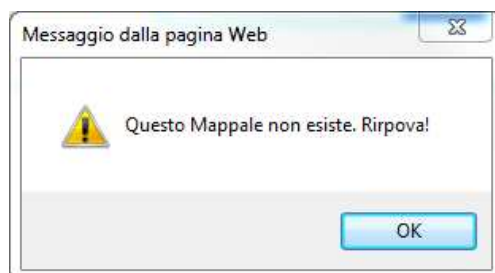 Messaggio dalla pagina Web
Questo Mappale non esiste. Rirpova!
OK